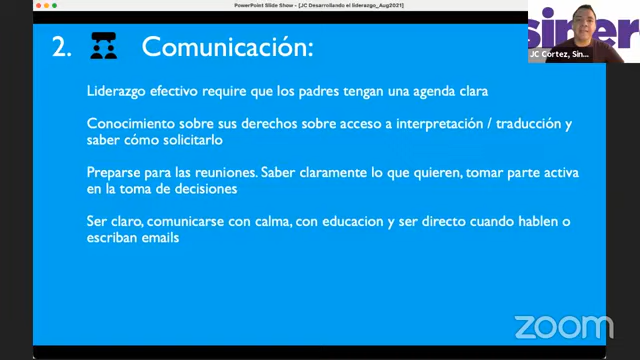 PowerPoint Slide Show - [JC Desarrollando el liderazgo_Aug2021]
2. Comunicación:
Liderazgo efectivo require que los padres tengan una agenda clara
Conocimiento sobre sus derechos sobre acceso a interpretación / traducción y
saber cómo solicitarlo
Preparse para las reuniones. Saber claramente lo que quieren, tomar parte activa
en la toma de decisiones
Ser claro, comunicarse con calma, con educacion y ser directo cuando hablen o
escriban emails
JC Cortez, Sin...
zoom